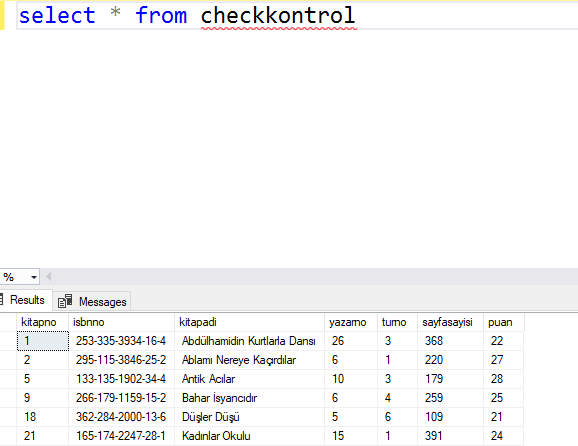 select * from checkkontrol
%
Results Messages
kitapno isbnno kitapadi yazarno turno sayfasayisi puan
1 253-335-3934-16-4 Abdülhamidin Kurtlarla Dansı 26 3 368 22
2 295-115-3846-25-2 Ablamı Nereye Kaçırdılar 6 1 220 27
5 133-135-1902-34-4 Antik Acılar 10 3 179 28
9 266-179-1159-15-2 Bahar İsyancıdır 6 4 259 25
18 362-284-2000-13-6 Düşler Düşü 5 6 109 21
21 165-174-2247-28-1 Kadınlar Okulu 15 1 391 24